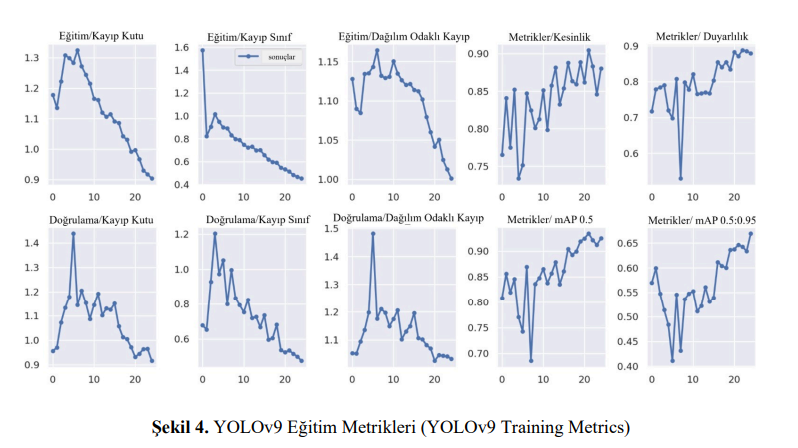 Eğitim/Kayıp Kutu
Eğitim/Kayıp Sınıf
Eğitim/Dağılım Odaklı Kayıp
Metrikler/Kesinlik
Metrikler/ Duyarlılık
1.3
1.2
1.1
1.0
0.9
0 10 20
1.6
1.4
1.2
1.0
0.8
0.6
0.4
0 10 20
sonuçlar
1.15
1.10
1.05
1.00
0 10 20
0.90
0.85
0.80
0.75
0 10 20
0.9
0.8
0.7
0.6
0 10 20
Doğrulama/Kayıp Kutu
Doğrulama/Kayıp Sınıf
Doğrulama/Dağılım Odaklı Kayıp
Metrikler/ mAP 0.5
Metrikler/ mAP 0.5:0.95
1.4
1.3
1.2
1.1
1.0
0.9
0 10 20
1.2
1.0
0.8
0.6
0 10 20
1.5
1.4
1.3
1.2
1.1
0 10 20
0.90
0.85
0.80
0.75
0.70
0 10 20
0.65
0.60
0.55
0.50
0.45
0.40
0 10 20
Şekil 4. YOLOv9 Eğitim Metrikleri (YOLOv9 Training Metrics)